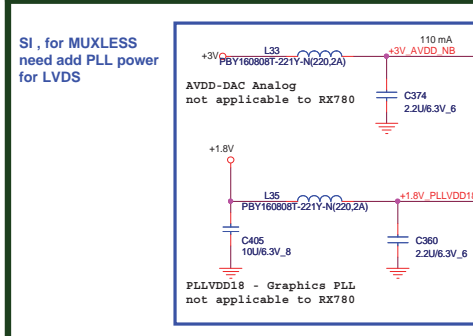 SI , for MUXLESS
need add PLL power
for LVDS
110 mA
+3V
L33
+3V_AVDD_NB
PBY160808T-221Y-N(220,2A)
AVDD-DAC Analog
not applicable to RX780
C374
2.2U/6.3V_6
+1.8V
L35
+1.8V_PLLVDD18
PBY160808T-221Y-N(220,2A)
C405
10U/6.3V_8
C360
2.2U/6.3V_6
PLLVDD18 - Graphics PLL
not applicable to RX780